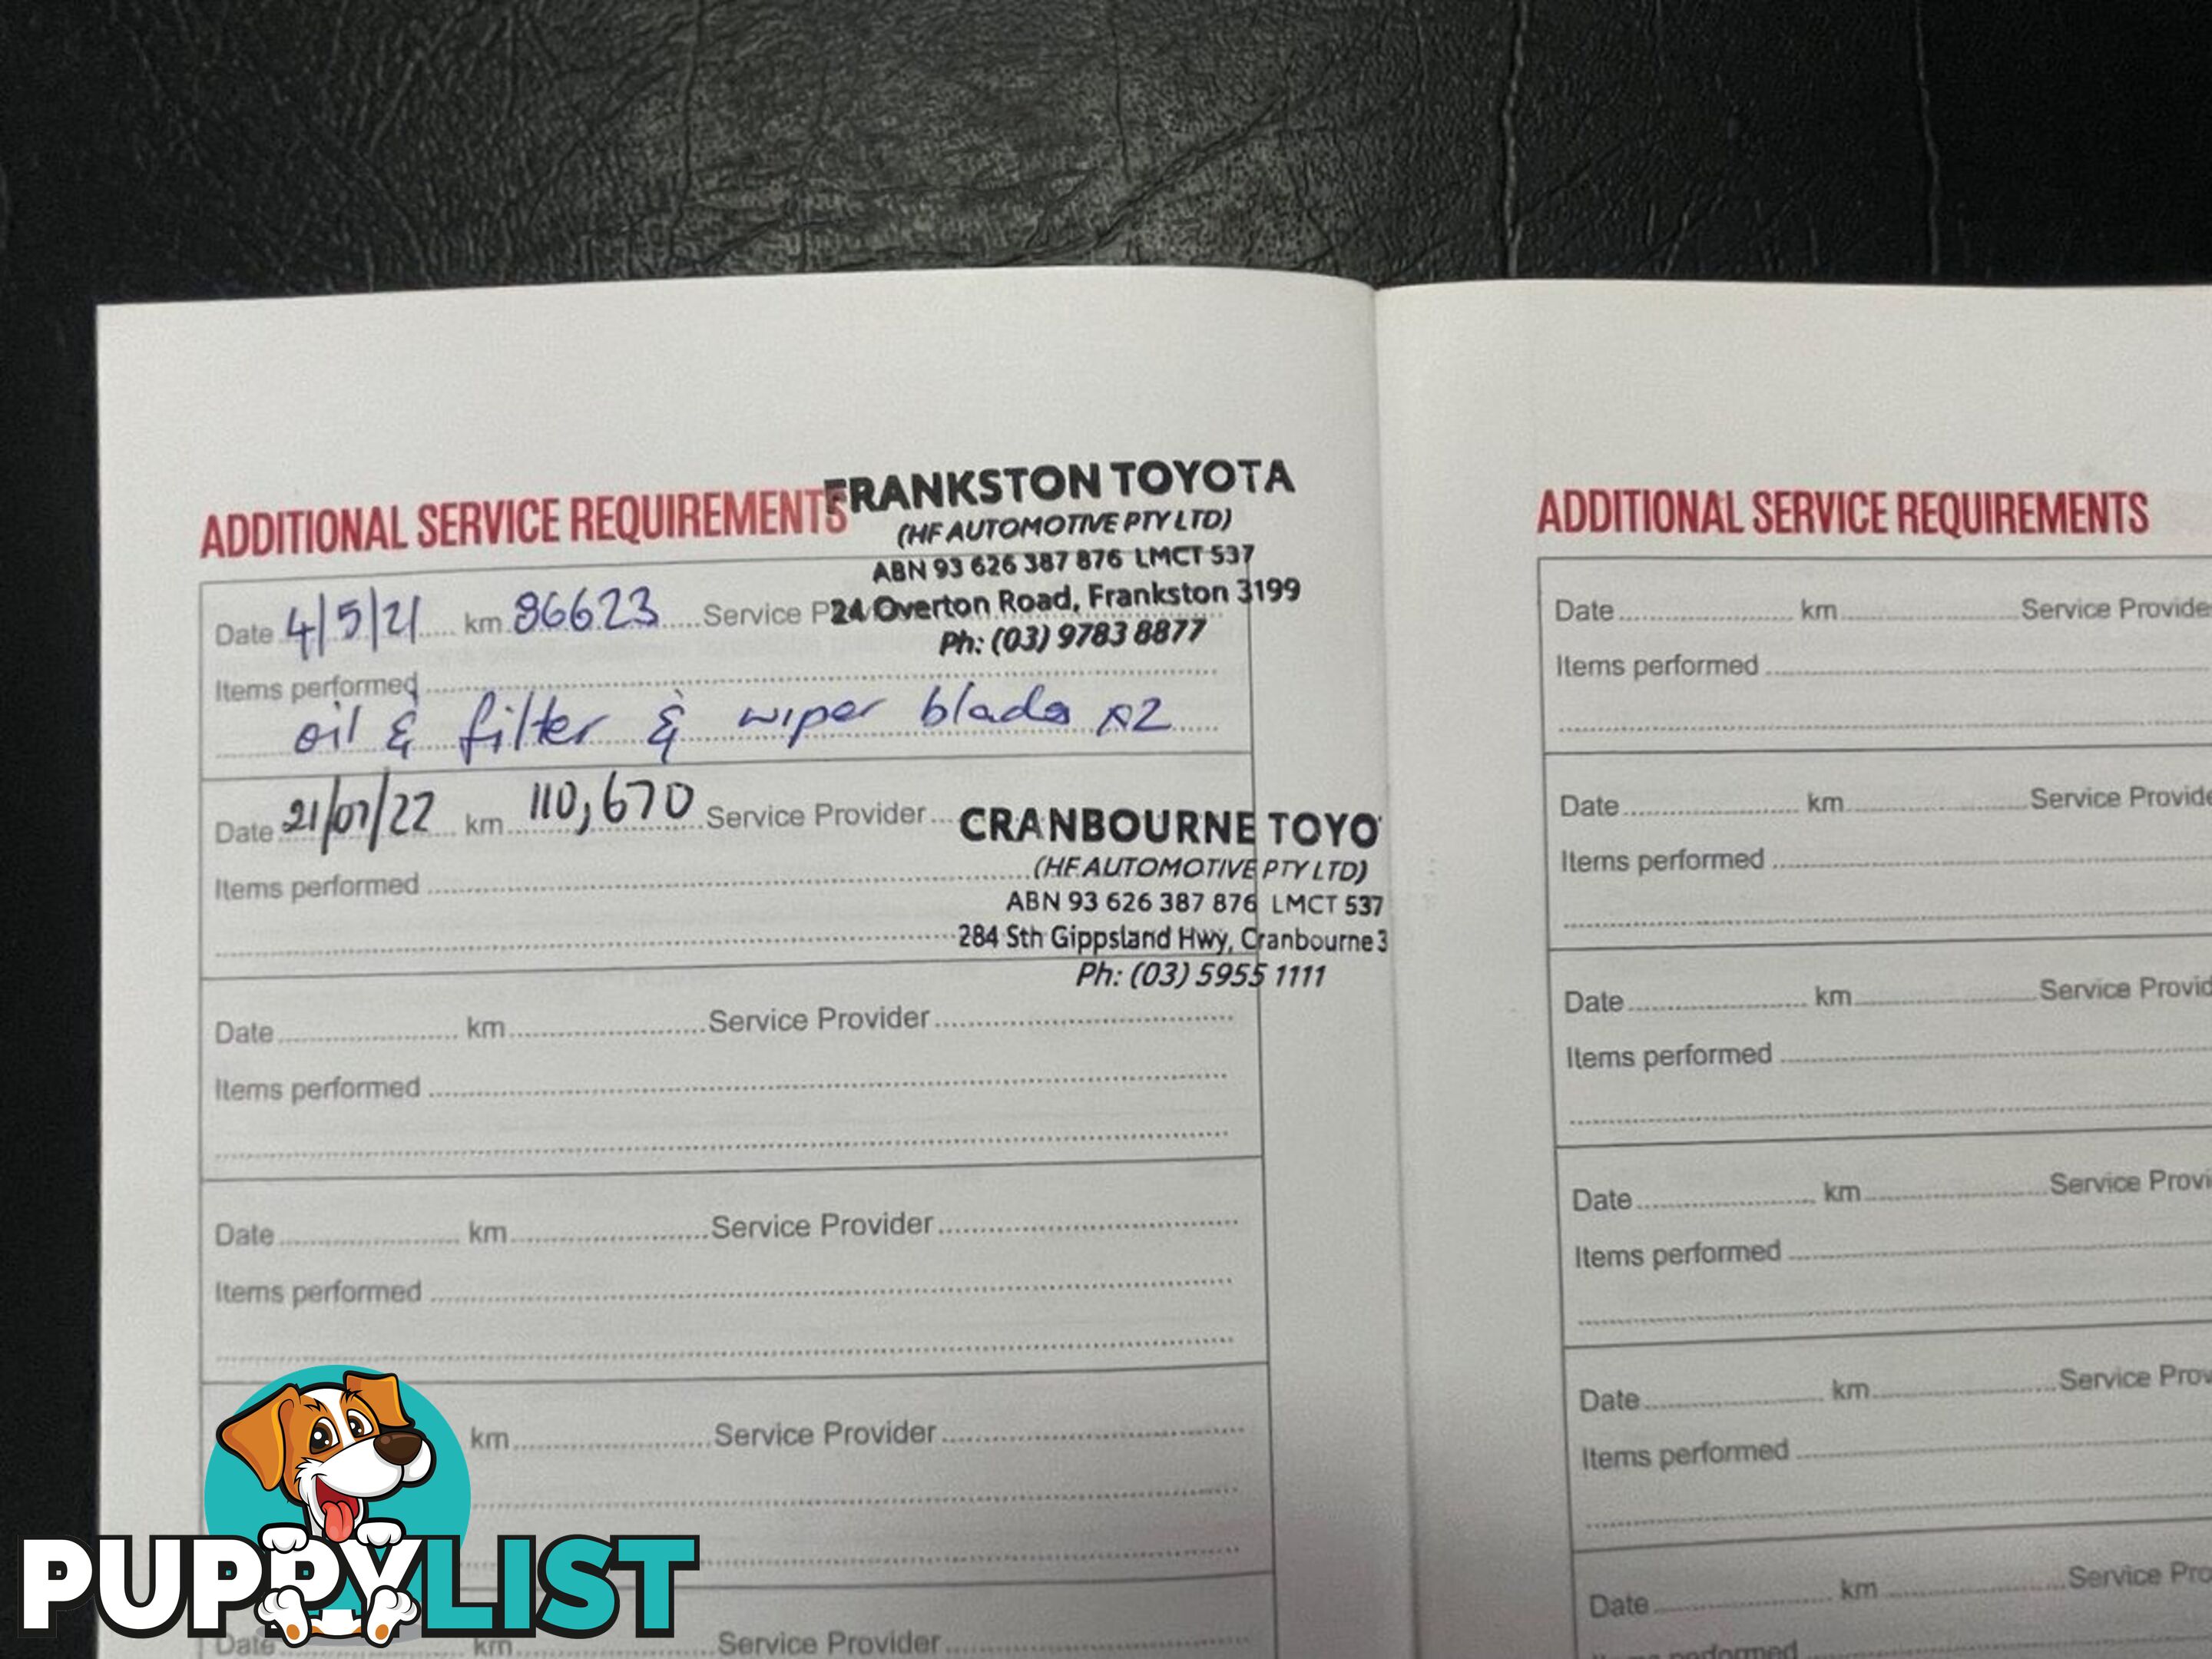 ADDITIONAL SERVICE REQUIREMENTS
FRANKSTON TOYOTA
(HF AUTOMOTIVE PTY LTD)
ABN 93 626 387 876 LMCT 537
24 Overton Road, Frankston 3199
Ph: (03) 9783 8877
Date 4/5/21 km 86623 Service P
Items performed
oil & filter & wiper blades x2
Date 21/07/22 km 110,670 Service Provider
CRANBOURNE TOYO
(HF AUTOMOTIVE PTY LTD)
Items performed
ABN 93 626 387 876 LMCT 537
284 Sth Gippsland Hwy, Cranbourne 3
Ph: (03) 5955 1111
Date km Service Provider
Items performed
Date km Service Provider
Items performed
km Service Provider
Date km Service Provider
ADDITIONAL SERVICE REQUIREMENTS
Date km Service Provide
Items performed
Date km Service Provide
Items performed
Date km Service Provid
Items performed
Date km Service Provi
Items performed
Date km Service Prov
Items performed
Date km Service Pro
Items performed
PUPPYLIST